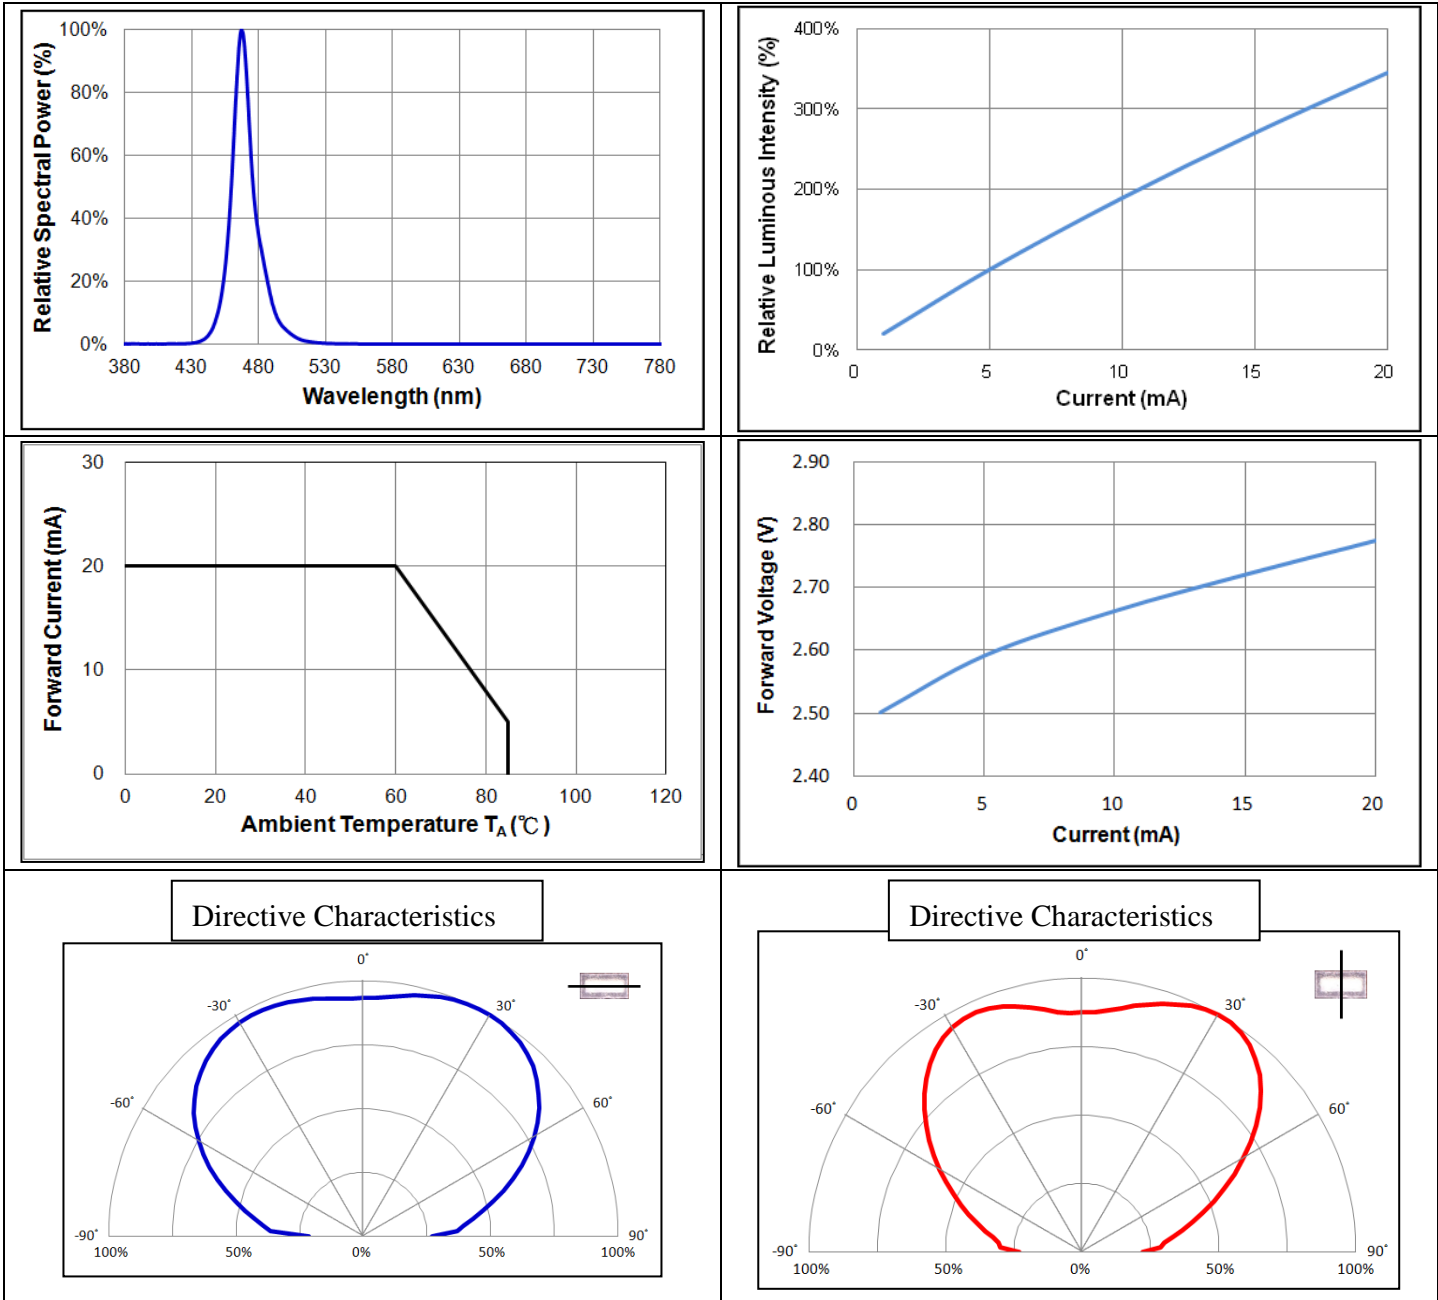 Relative Spectral Power (%)
100%
80%
60%
40%
20%
0%
380 430 480 530 580 630 680 730 780
Wavelength (nm)
Relative Luminous Intensity (%)
400%
300%
200%
100%
0%
0 5 10 15 20
Current (mA)
Forward Current (mA)
30
20
10
0
0 20 40 60 80 100 120
Ambient Temperature TA (℃)
Forward Voltage (V)
2.90
2.80
2.70
2.60
2.50
2.40
0 5 10 15 20
Current (mA)
Directive Characteristics
0°
-30° 30°
-60° 60°
-90° 90°
100% 50% 0% 50% 100%
Directive Characteristics
0°
-30° 30°
-60° 60°
-90° 90°
100% 50% 0% 50% 100%